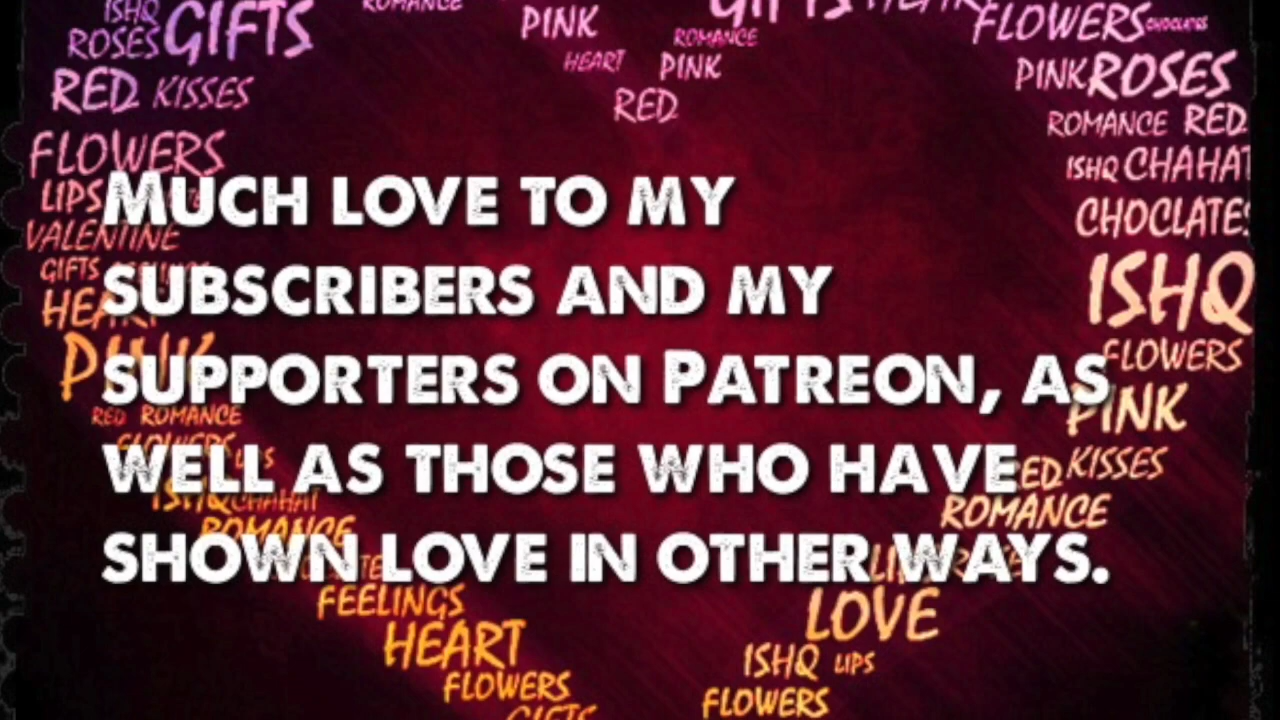 ISHQ
ROMANCE
GIFTS HEART
ROSES GIFTS
PINK
ROMANCE
FLOWERS CHOCLATES
HEART PINK
PINK ROSES
RED KISSES
RED
ROMANCE RED
FLOWERS
ISHQ CHAHAT
LIPS
Much love to my
CHOCLATES
VALENTINE
GIFTS
subscribers and my
ISHQ
HEART
PINK
supporters on Patreon, as
FLOWERS
PINK
RED ROMANCE
FLOWERS LIPS
well as those who have
RED KISSES
ISHQ CHAHAT
ROMANCE
ROMANCE
shown love in other ways.
FEELINGS
LOVE
HEART
ISHQ LIPS
FLOWERS
FLOWERS
GIFTS